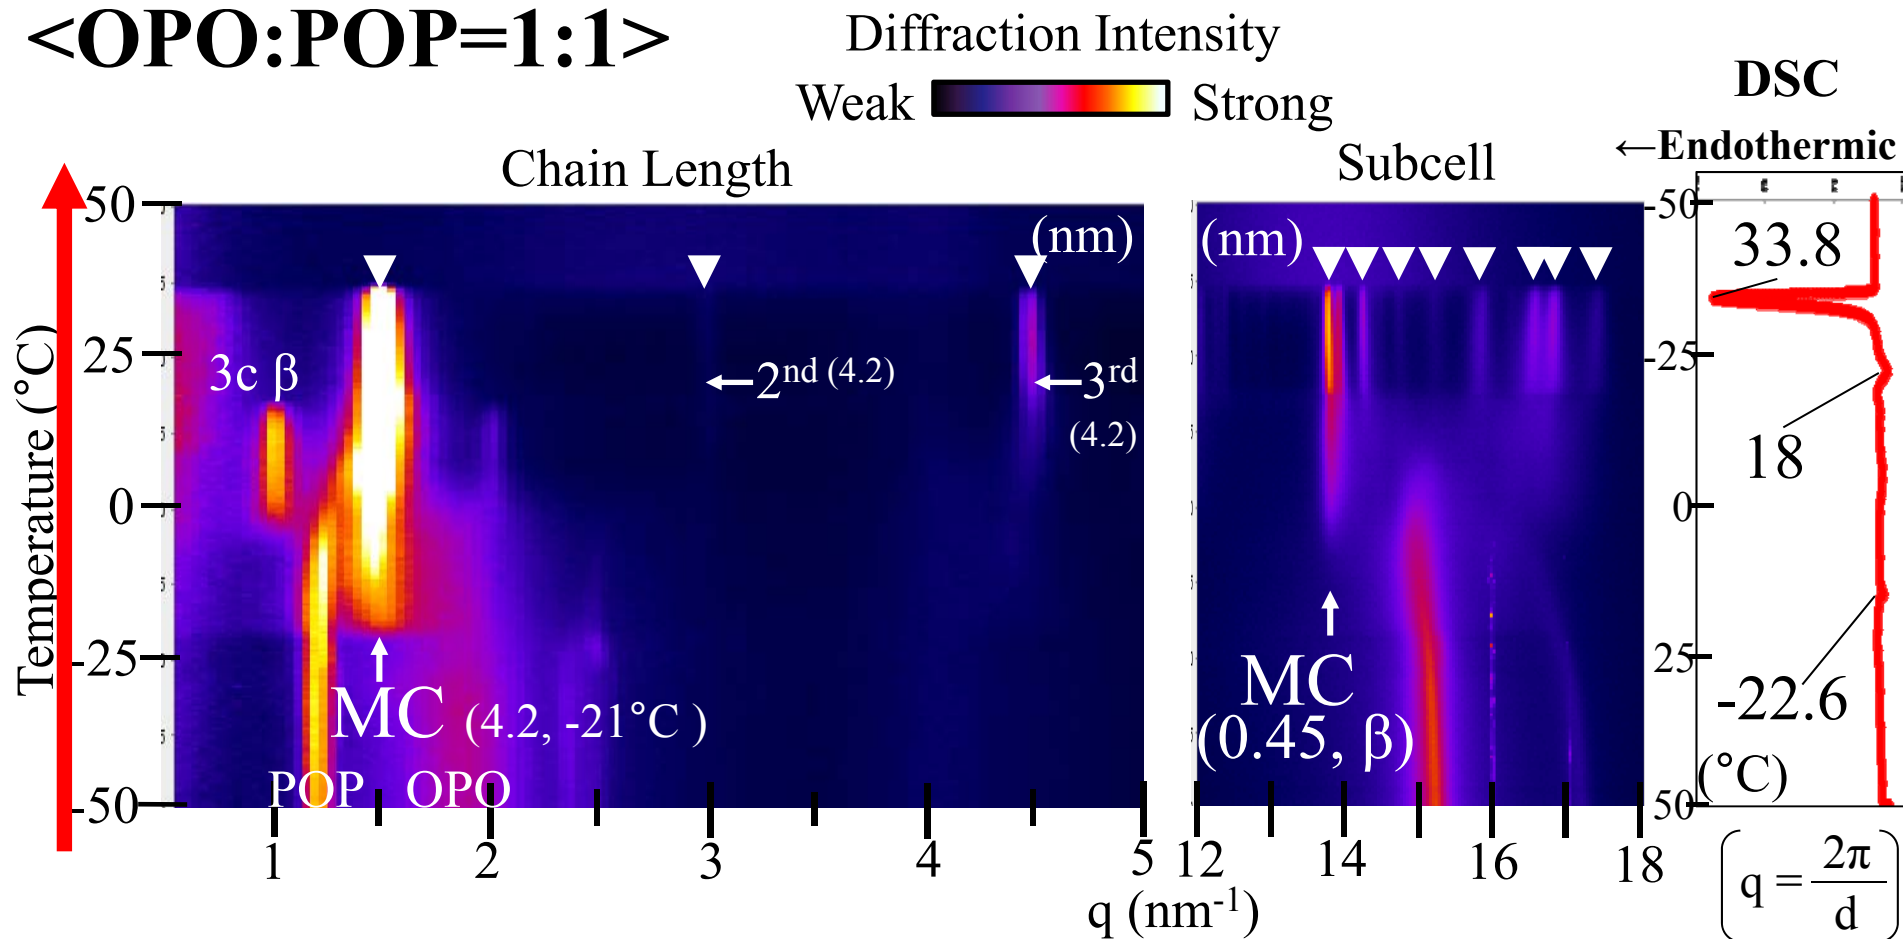 <OPO:POP=1:1>
Diffraction Intensity
Weak
Strong
DSC
←Endothermic
Chain Length
Subcell
Temperature (°C)
50
25
0
-25
-50
(nm)
3c β
←2nd (4.2)
←3rd
(4.2)
MC (4.2, -21°C )
POP
OPO
1
2
3
4
5
(nm)
MC
(0.45, β)
12
14
16
18
q (nm-1)
-50
-25
0
25
50
33.8
18
-22.6
(°C)
q = 2π
d